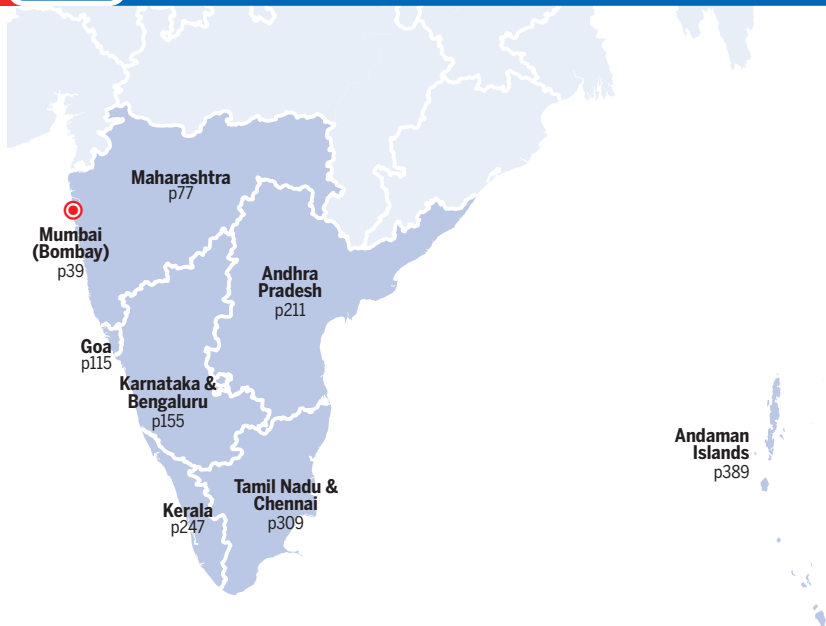 Maharashtra
p77
Mumbai
(Bombay)
p39
Andhra
Pradesh
p211
Goa
p115
Karnataka &
Bengaluru
p155
Andaman
Islands
p389
Tamil Nadu &
Chennai
p309
Kerala
p247